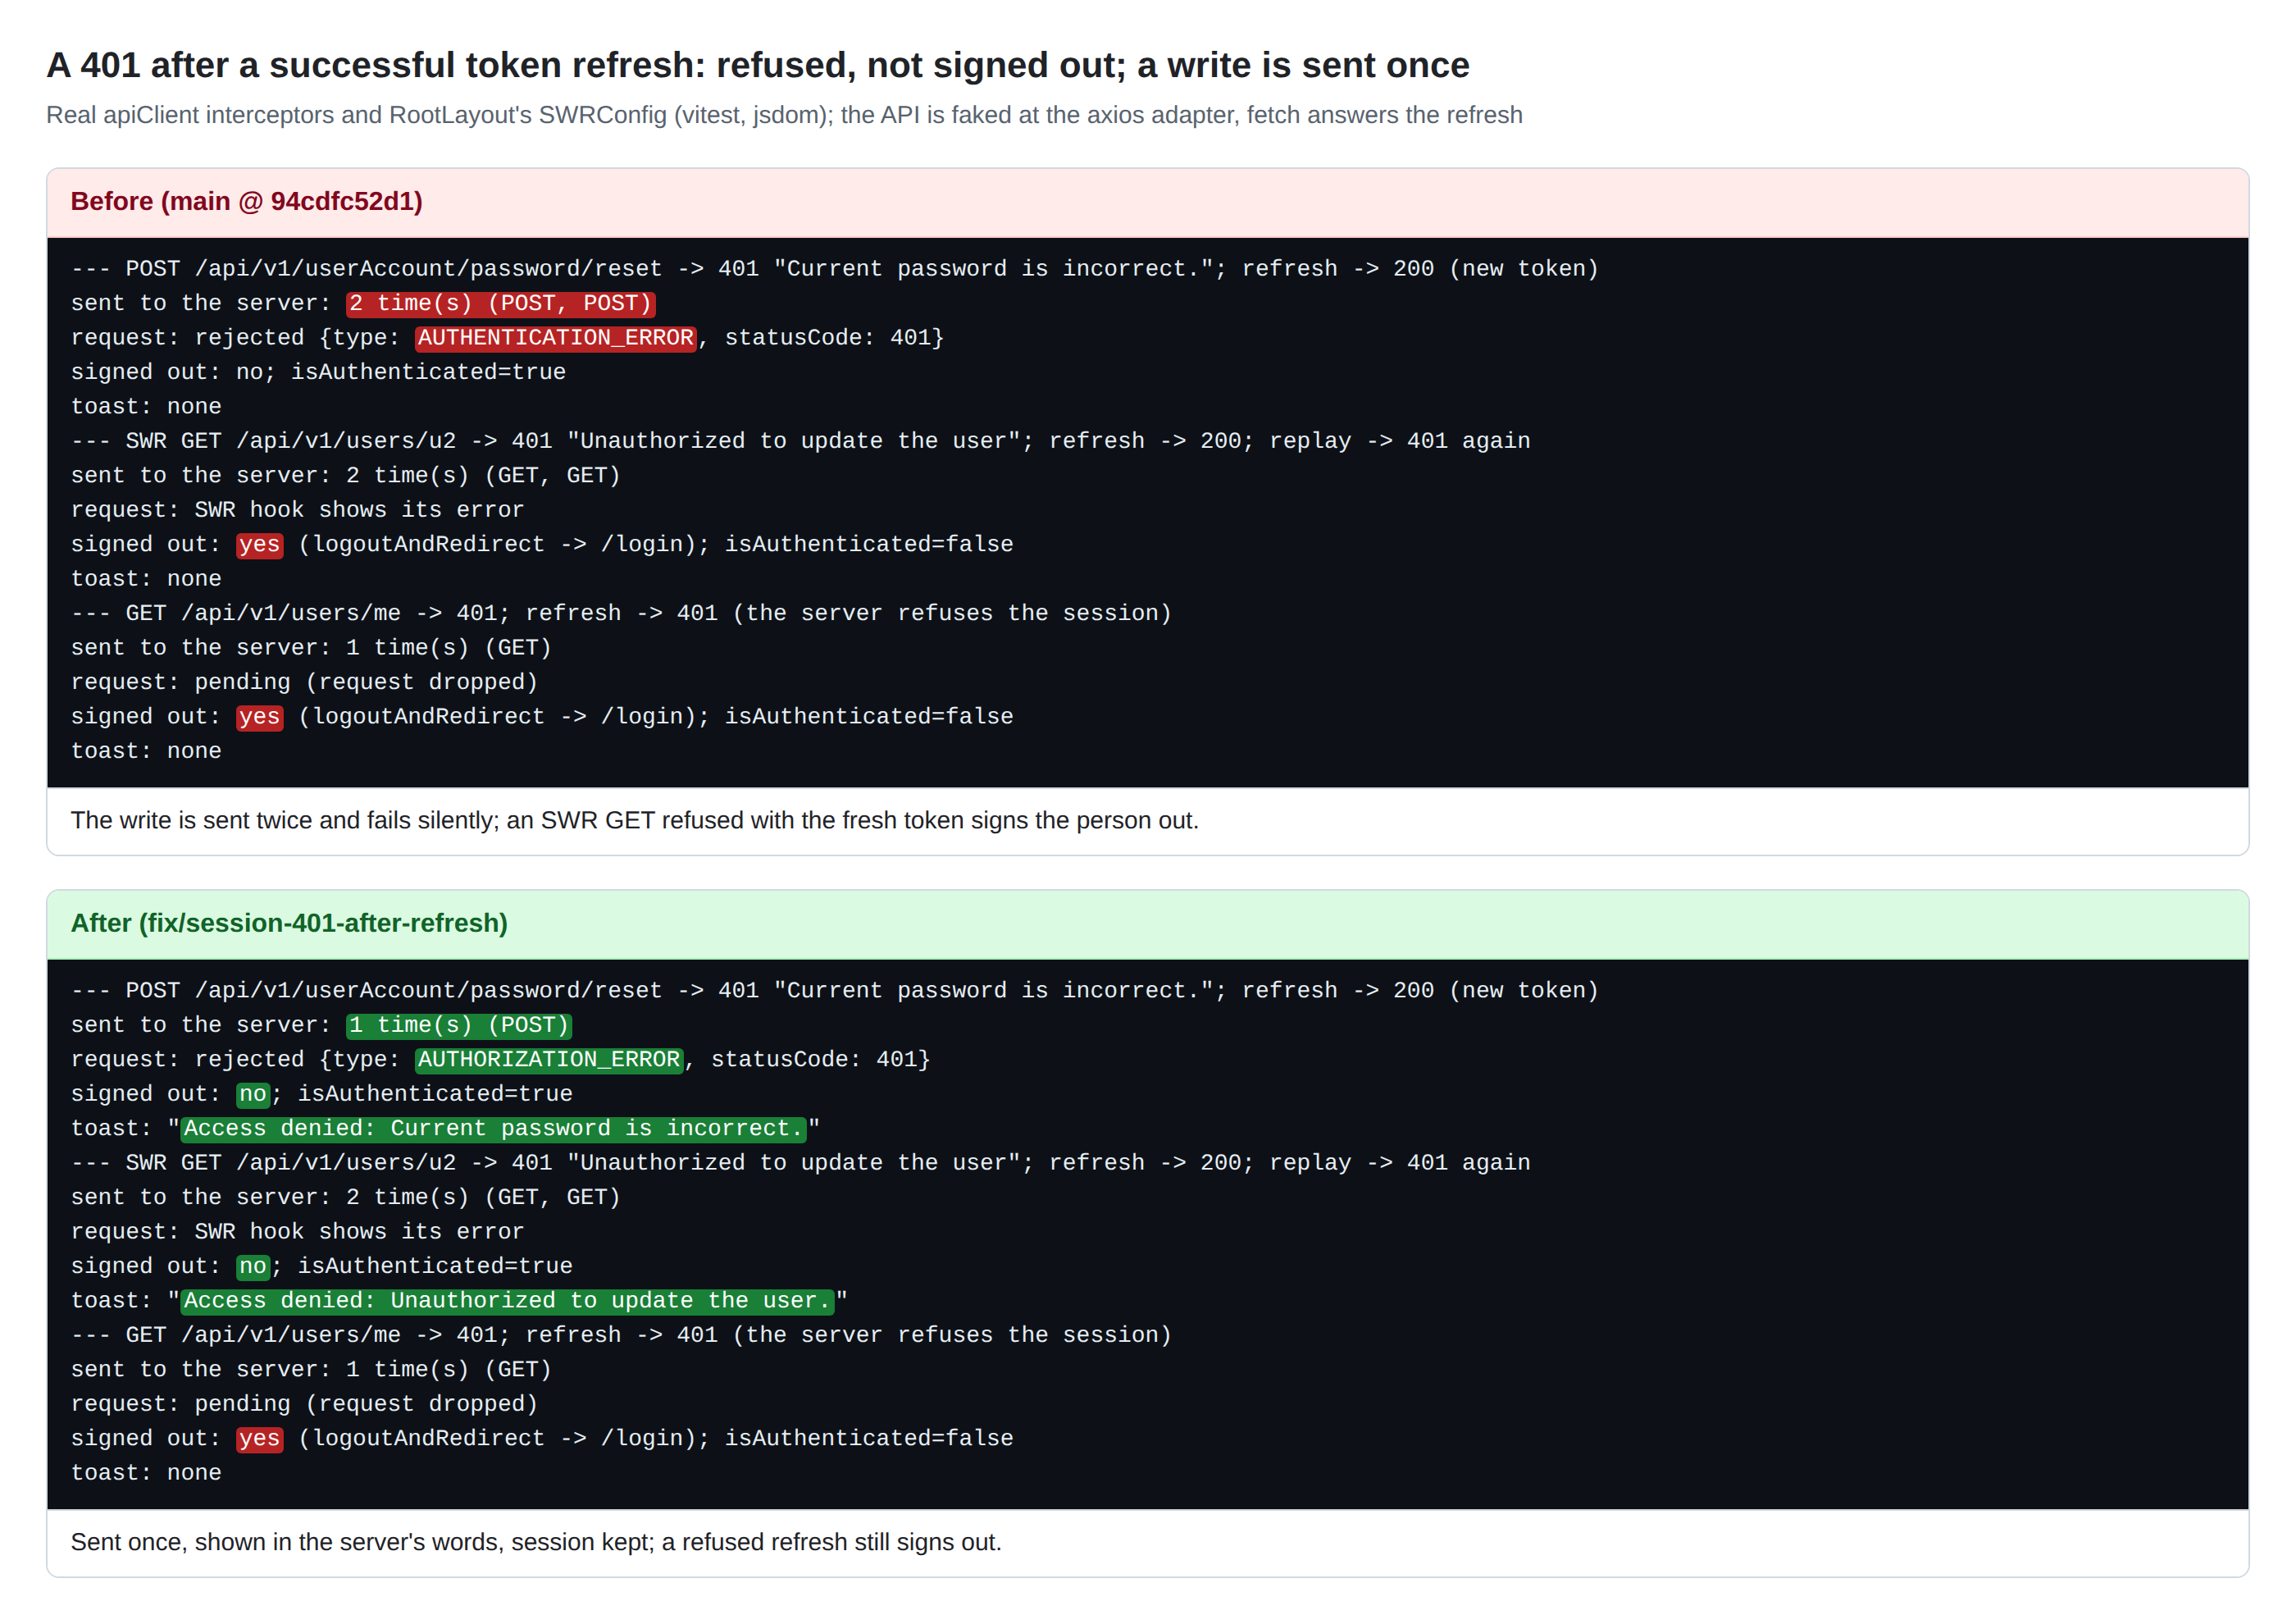 A 401 after a successful token refresh: refused, not signed out; a write is sent once
Real apiClient interceptors and RootLayout's SWRConfig (vitest, jsdom); the API is faked at the axios adapter, fetch answers the refresh
Before (main @ 94cdfc52d1)
--- POST /api/v1/userAccount/password/reset -> 401 "Current password is incorrect."; refresh -> 200 (new token)
sent to the server: 2 time(s) (POST, POST)
request: rejected {type: AUTHENTICATION_ERROR, statusCode: 401}
signed out: no; isAuthenticated=true
toast: none
--- SWR GET /api/v1/users/u2 -> 401 "Unauthorized to update the user"; refresh -> 200; replay -> 401 again
sent to the server: 2 time(s) (GET, GET)
request: SWR hook shows its error
signed out: yes (logoutAndRedirect -> /login); isAuthenticated=false
toast: none
--- GET /api/v1/users/me -> 401; refresh -> 401 (the server refuses the session)
sent to the server: 1 time(s) (GET)
request: pending (request dropped)
signed out: yes (logoutAndRedirect -> /login); isAuthenticated=false
toast: none
The write is sent twice and fails silently; an SWR GET refused with the fresh token signs the person out.
After (fix/session-401-after-refresh)
--- POST /api/v1/userAccount/password/reset -> 401 "Current password is incorrect."; refresh -> 200 (new token)
sent to the server: 1 time(s) (POST)
request: rejected {type: AUTHORIZATION_ERROR, statusCode: 401}
signed out: no; isAuthenticated=true
toast: "Access denied: Current password is incorrect."
--- SWR GET /api/v1/users/u2 -> 401 "Unauthorized to update the user"; refresh -> 200; replay -> 401 again
sent to the server: 2 time(s) (GET, GET)
request: SWR hook shows its error
signed out: no; isAuthenticated=true
toast: "Access denied: Unauthorized to update the user."
--- GET /api/v1/users/me -> 401; refresh -> 401 (the server refuses the session)
sent to the server: 1 time(s) (GET)
request: pending (request dropped)
signed out: yes (logoutAndRedirect -> /login); isAuthenticated=false
toast: none
Sent once, shown in the server's words, session kept; a refused refresh still signs out.